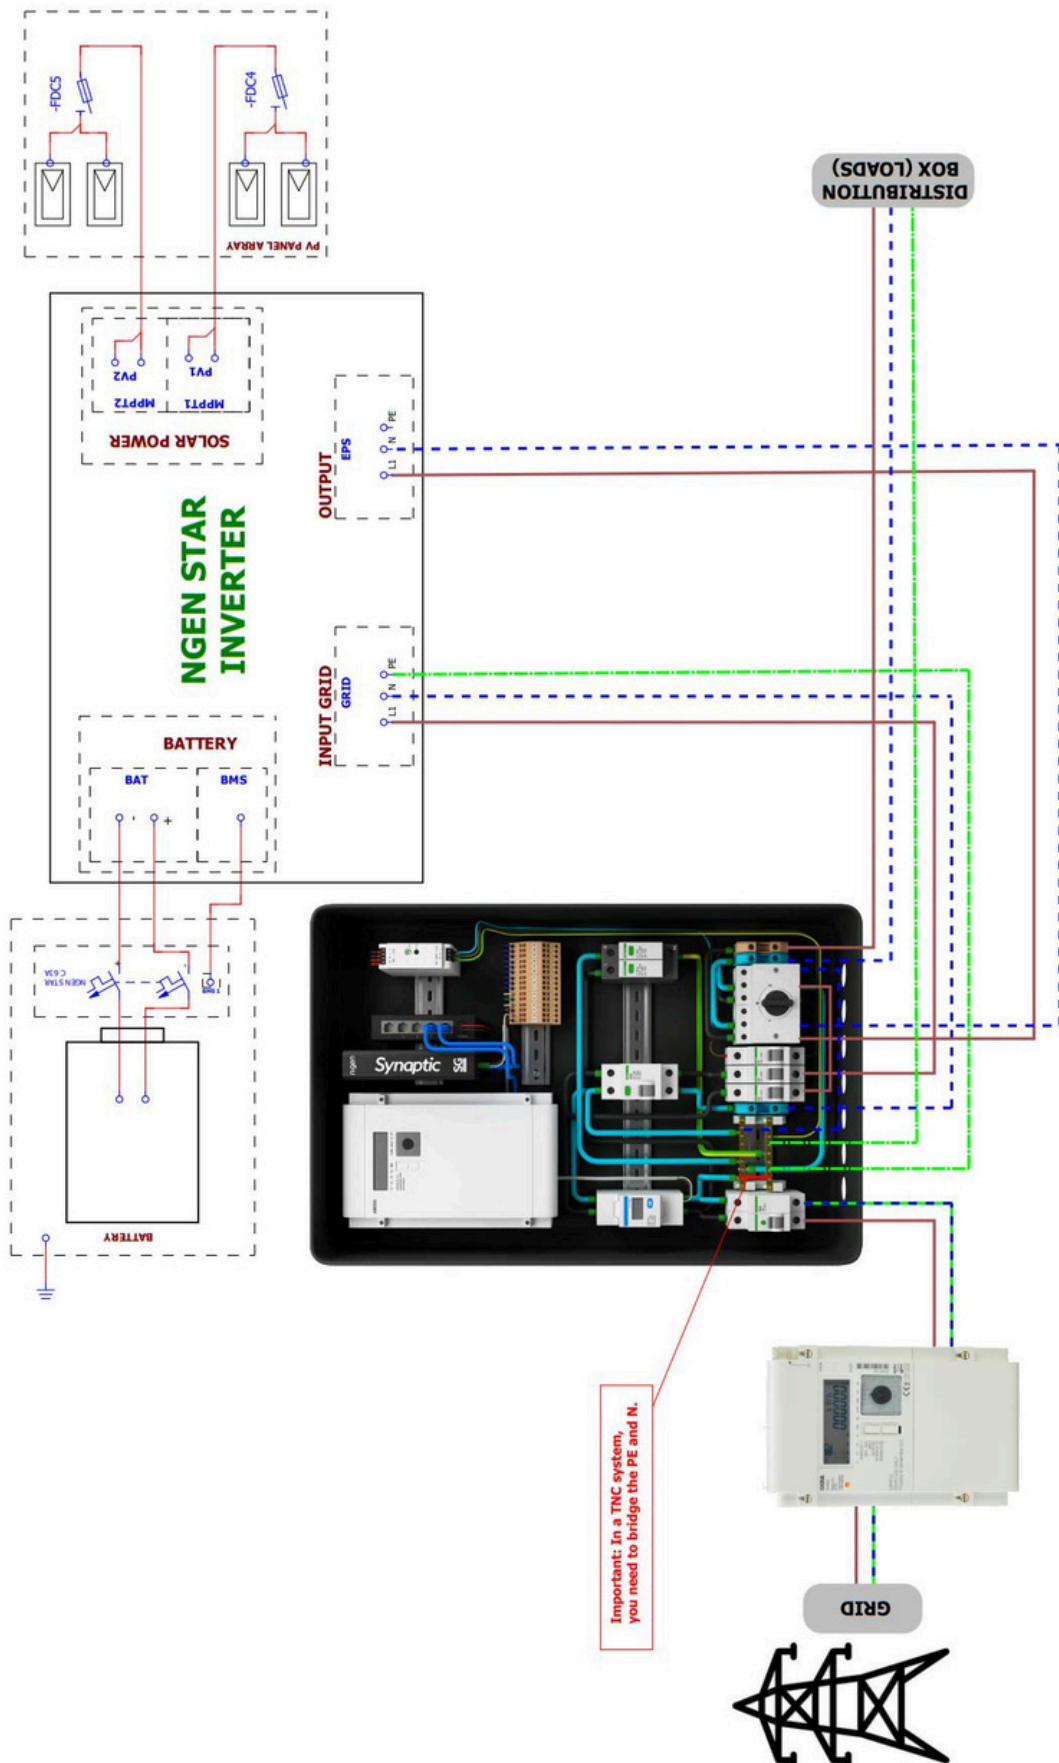 -FDC5
-FDC4
PV PANEL ARRAY
DISTRIBUTION
BOX (LOADS)
PV2
PV1
MPPT2
MPPT1
SOLAR POWER
OUTPUT
EPS
L1
N
PE
NGEN STAR
INVERTER
INPUT GRID
GRID
L1
N
PE
BATTERY
BAT
BMS
-
+
NGEN STAR
C 63A
BATTERY
ngen
Synaptic
Important: In a TNC system,
you need to bridge the PE and N.
GRID